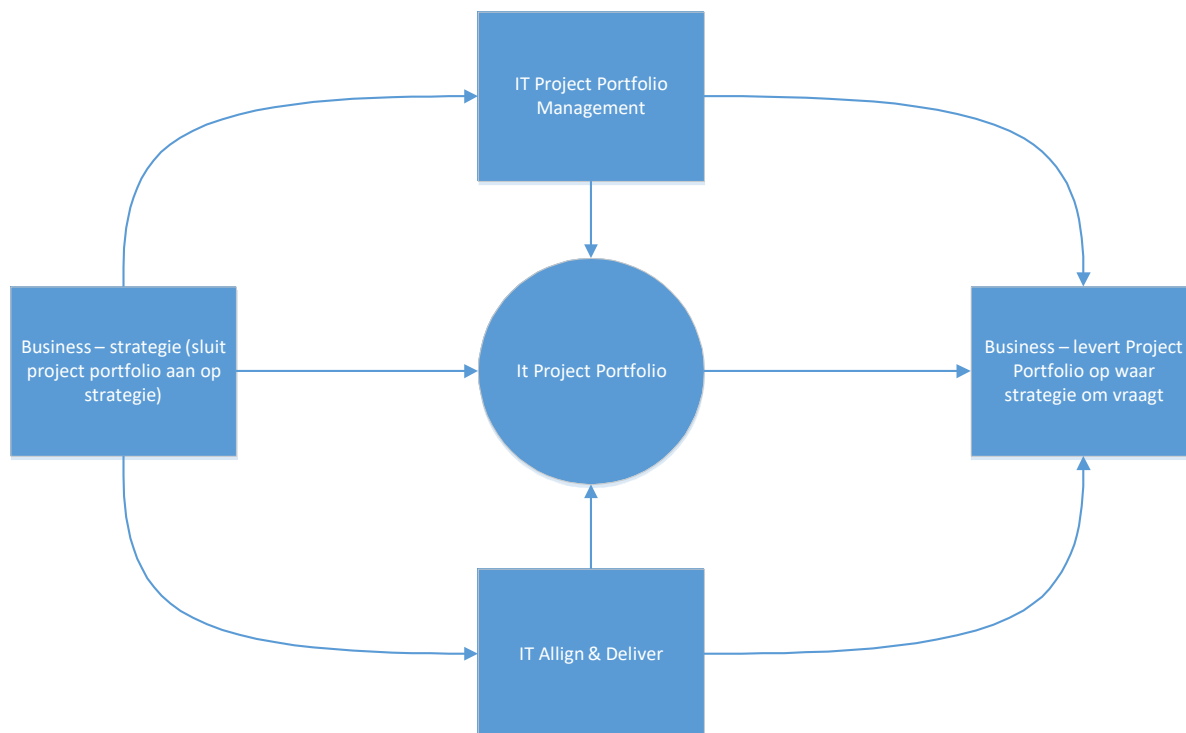 IT Project Portfolio
Management
Business – strategie (sluit
project portfolio aan op
strategie)
It Project Portfolio
Business – levert Project
Portfolio op waar
strategie om vraagt
IT Allign & Deliver